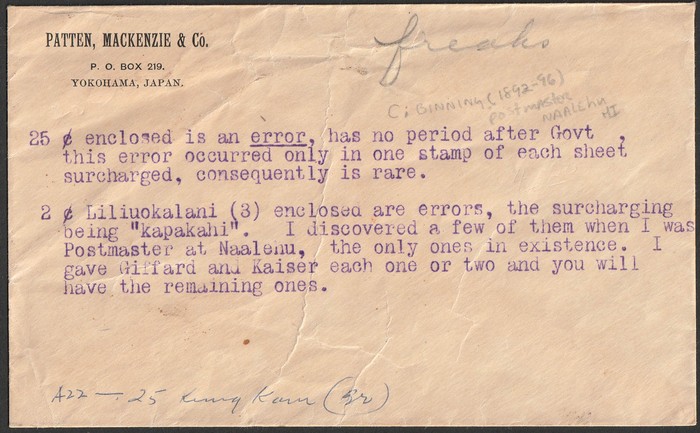 PATTEN, MACKENZIE & Co.
P. O. BOX 219.
YOKOHAMA, JAPAN.
freaks
C: BINNING (1892-96)
postmaster
NAALEHU
HI
25 ¢ enclosed is an error, has no period after Govt ,
this error occurred only in one stamp of each sheet
surcharged, consequently is rare.
2 ¢ Liliuokalani (3) enclosed are errors, the surcharging
being "kapakahi". I discovered a few of them when I was
Postmaster at Naalehu, the only ones in existence. I
gave Giffard and Kaiser each one or two and you will
have the remaining ones.
A22 — 25